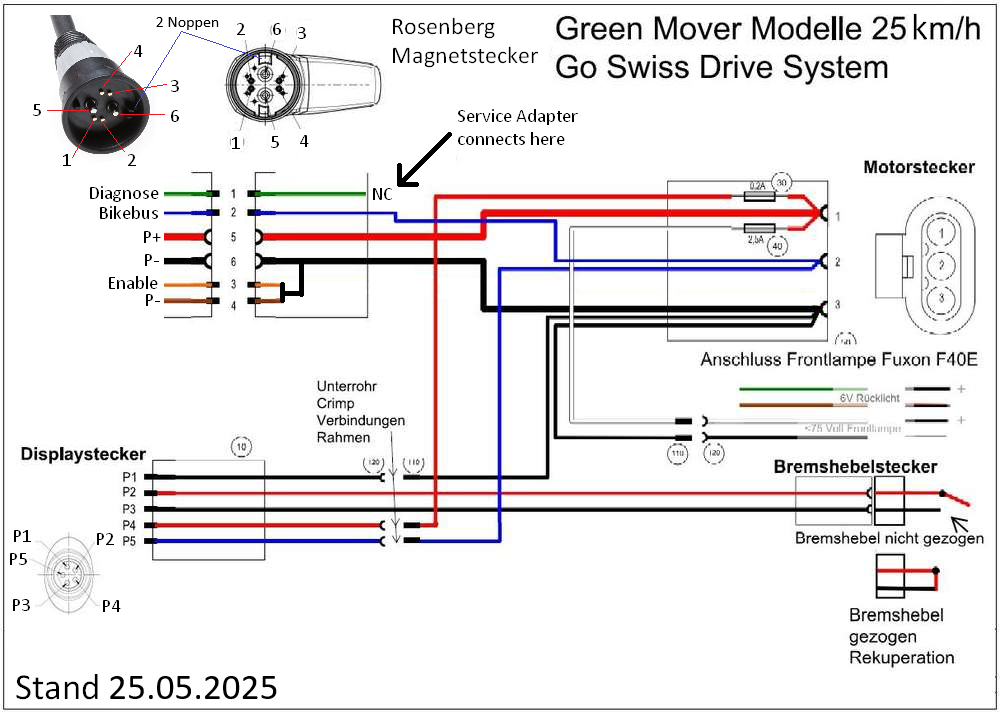 2 Noppen
4
3
5
6
1
2
2
6
3
1
5
4
Rosenberg
Magnetstecker
Green Mover Modelle 25 km/h
Go Swiss Drive System
Service Adapter
connects here
Diagnose
1
NC
Bikebus
2
P+
5
P-
6
Enable
3
P-
4
0,2A
30
2,5A
40
1
2
3
Motorstecker
1
2
3
Anschluss Frontlampe Fuxon F40E
+
6V Rücklicht
+
<75 Voll Frontlampe
110
120
Unterrohr
Crimp
Verbindungen
Rahmen
Displaystecker
10
120
110
P1
P2
P3
P4
P5
P1
P2
P5
P3
P4
Bremshebelstecker
Bremshebel nicht gezogen
Bremshebel
gezogen
Rekuperation
Stand 25.05.2025